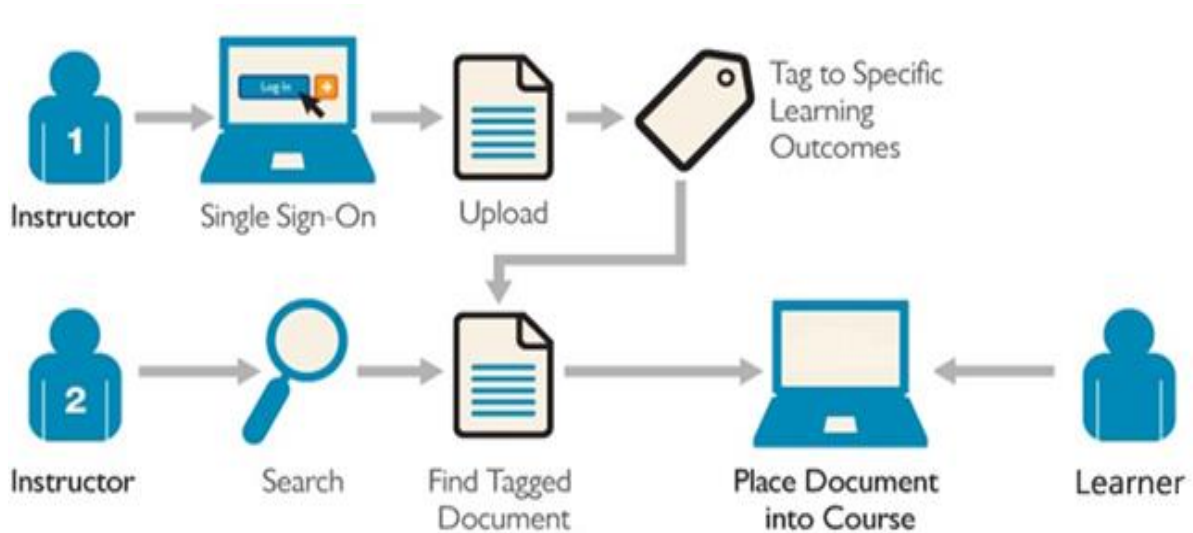 1
Log in
+
Tag to Specific
Learning
Outcomes
Instructor
Single Sign-On
Upload
2
Instructor
Search
Find Tagged
Document
Place Document
into Course
Learner